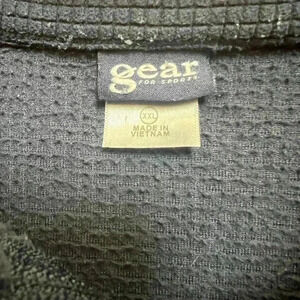 gear
FOR SPORTS
XXL
MADE IN
VIETNAM